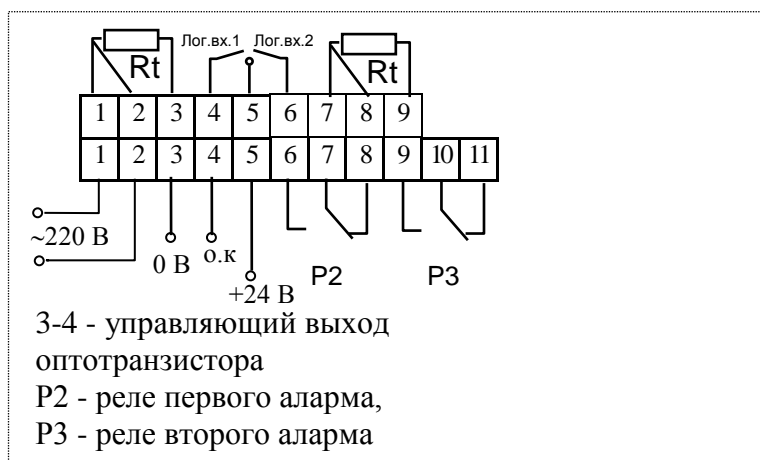 Лог.вх.1 Лог.вх.2
Rt Rt
1 2 3 4 5 6 7 8 9
1 2 3 4 5 6 7 8 9 10 11
~220 В
0 В о.к
+24 В
P2 P3
3-4 - управляющий выход
оптотранзистора
Р2 - реле первого аларма,
Р3 - реле второго аларма